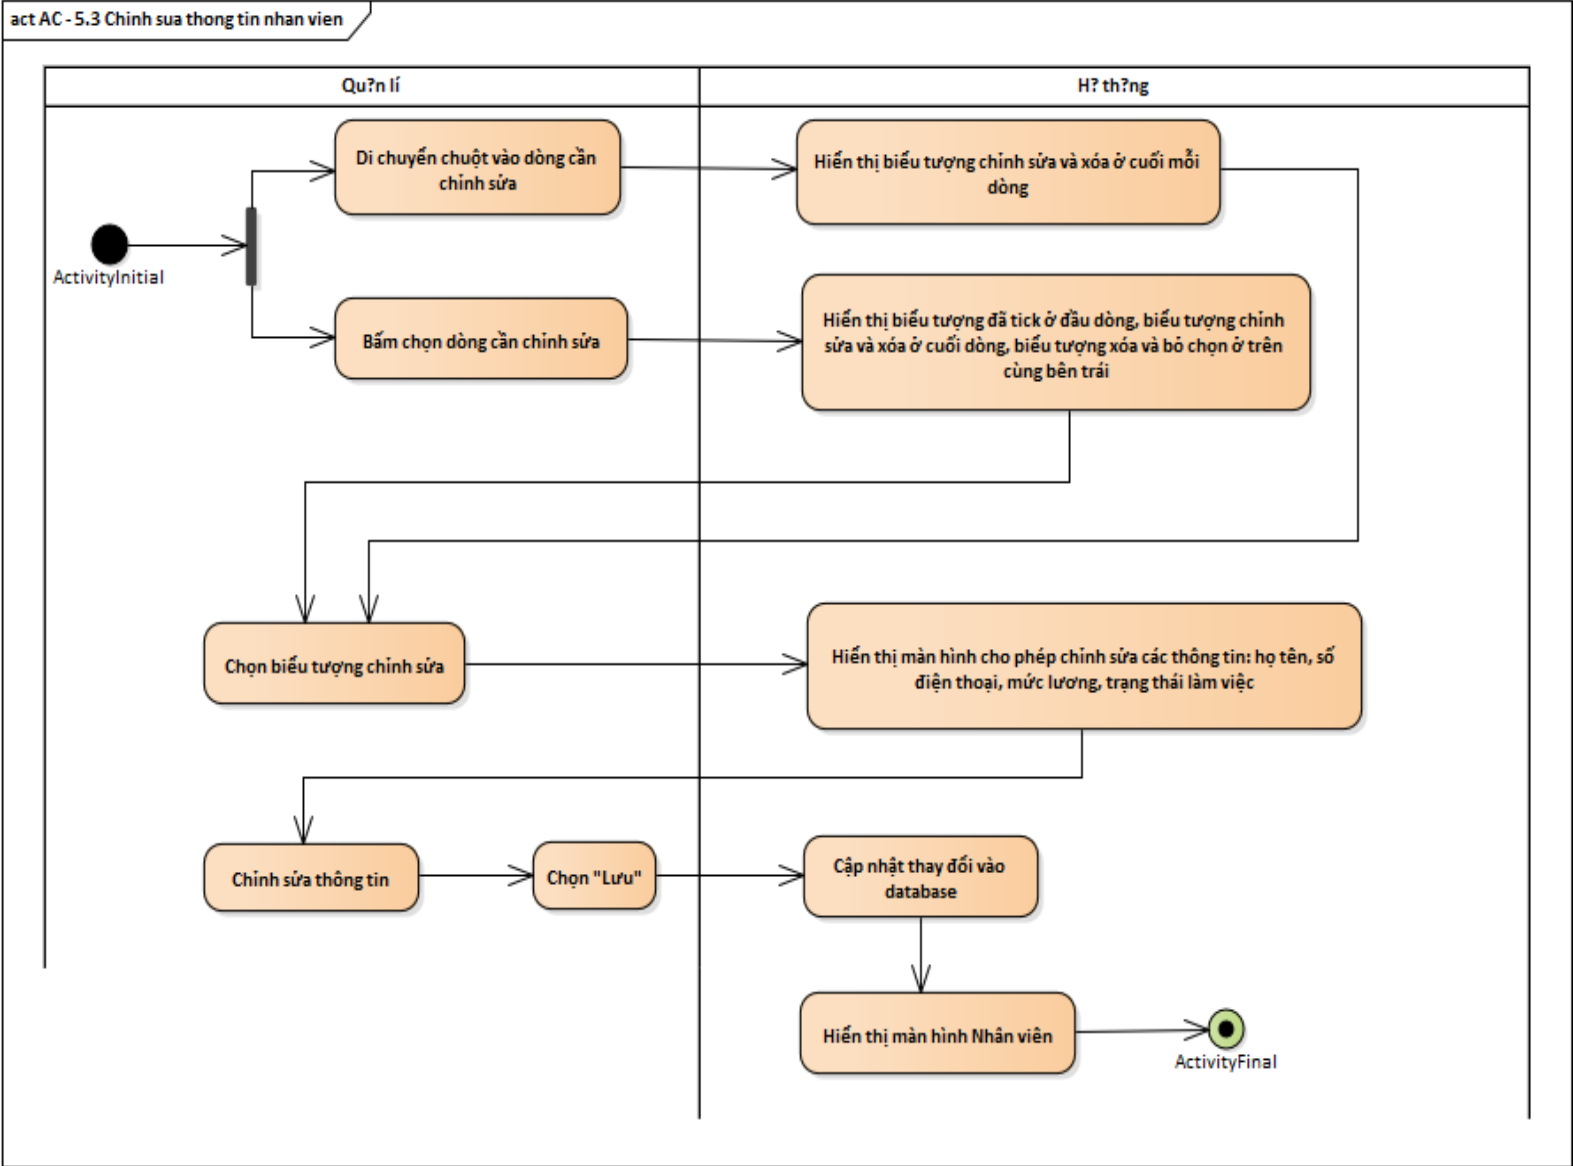 act AC - 5.3 Chinh sua thong tin nhan vien
Qu?n lí
H? th?ng
Di chuyển chuột vào dòng cần
chỉnh sửa
Hiển thị biểu tượng chỉnh sửa và xóa ở cuối mỗi
dòng
ActivityInitial
Bấm chọn dòng cần chỉnh sửa
Hiển thị biểu tượng đã tick ở đầu dòng, biểu tượng chỉnh
sửa và xóa ở cuối dòng, biểu tượng xóa và bỏ chọn ở trên
cùng bên trái
Chọn biểu tượng chỉnh sửa
Hiển thị màn hình cho phép chỉnh sửa các thông tin: họ tên, số
điện thoại, mức lương, trạng thái làm việc
Chỉnh sửa thông tin
Chọn "Lưu"
Cập nhật thay đổi vào
database
Hiển thị màn hình Nhân viên
ActivityFinal